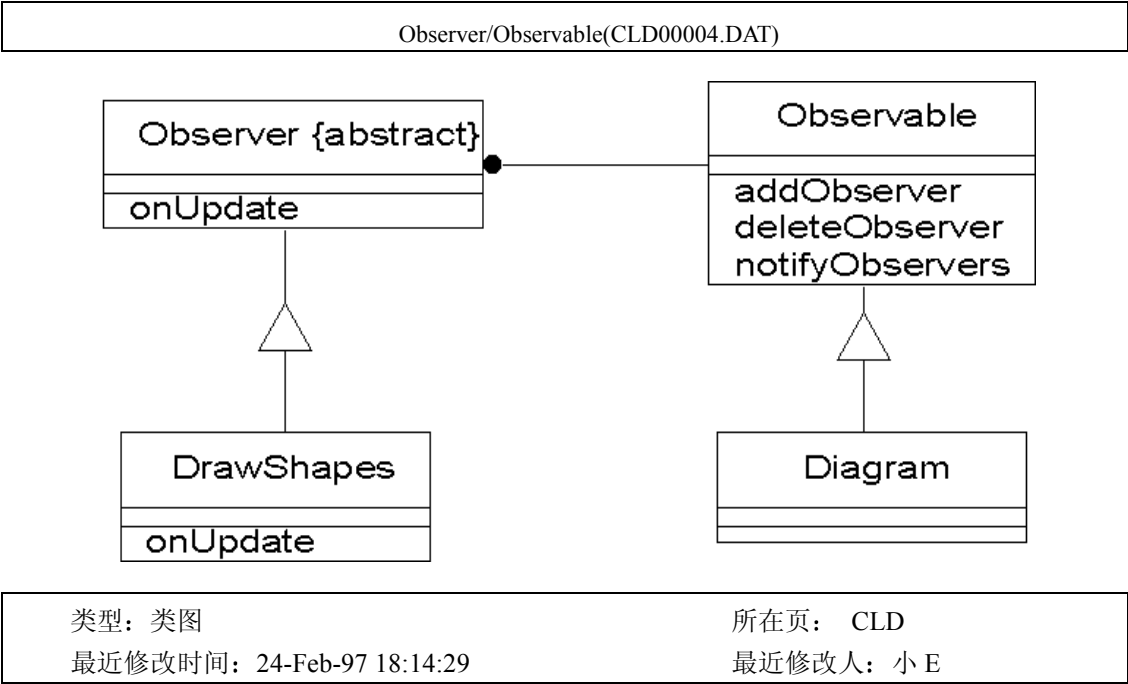 Observer/Observable(CLD00004.DAT)
Observer {abstract}
onUpdate
Observable
addObserver
deleteObserver
notifyObservers
DrawShapes
onUpdate
Diagram
类型：类图 所在页： CLD
最近修改时间：24-Feb-97 18:14:29 最近修改人：小 E